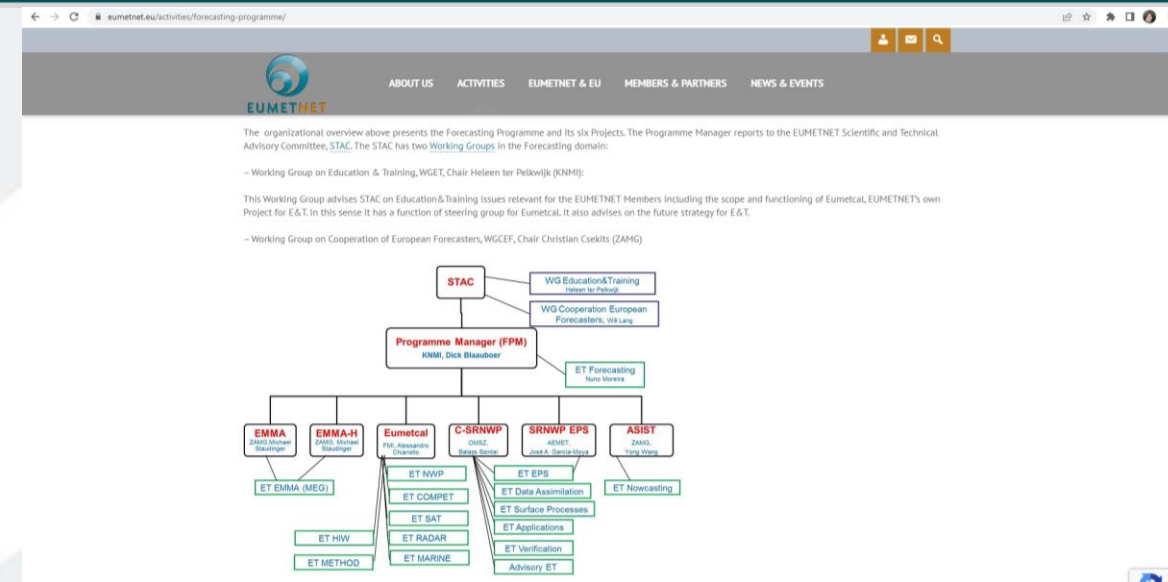 eumetnet.eu/activities/forecasting-programme/
EUMETNET
ABOUT US ACTIVITIES EUMETNET & EU MEMBERS & PARTNERS NEWS & EVENTS
The organizational overview above presents the Forecasting Programme and its six Projects. The Programme Manager reports to the EUMETNET Scientific and Technical
Advisory Committee, STAC. The STAC has two Working Groups in the Forecasting domain:
– Working Group on Education & Training, WGET, Chair Heleen ter Pelkwijk (KNMI):
This Working Group advises STAC on Education&Training issues relevant for the EUMETNET Members including the scope and functioning of Eumetcal, EUMETNET's own
Project for E&T. In this sense it has a function of steering group for Eumetcal. It also advises on the future strategy for E&T.
– Working Group on Cooperation of European Forecasters, WGCEF, Chair Christian Csekits (ZAMG)
STAC
WG Education&Training
Heleen ter Pelkwijk
WG Cooperation European
Forecasters, Will Lang
Programme Manager (FPM)
KNMI, Dick Blaauboer
ET Forecasting
Nuno Moreira
EMMA
ZAMG, Michael
Staudinger
EMMA-H
ZAMG, Michael
Staudinger
Eumetcal
FMI, Alessandro
Chiariello
C-SRNWP
OMSZ,
Balazs Szintai
SRNWP EPS
AEMET,
José A. Garcia-Moya
ASIST
ZAMG,
Yong Wang
ET EMMA (MEG)
ET NWP
ET COMPET
ET SAT
ET RADAR
ET MARINE
ET HIW
ET METHOD
ET EPS
ET Data Assimilation
ET Surface Processes
ET Applications
ET Verification
Advisory ET
ET Nowcasting